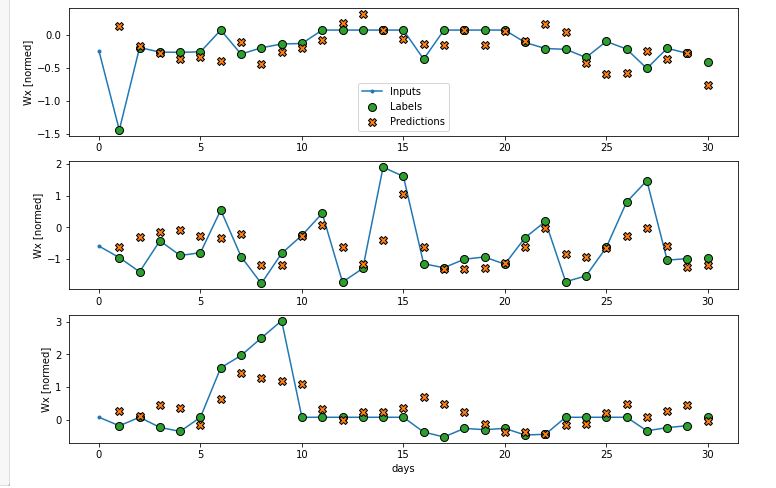 0.0
-0.5
-1.0
-1.5
Wx [normed]
Inputs
Labels
Predictions
0 5 10 15 20 25 30
2
1
0
-1
Wx [normed]
0 5 10 15 20 25 30
3
2
1
0
Wx [normed]
0 5 10 15 20 25 30
days